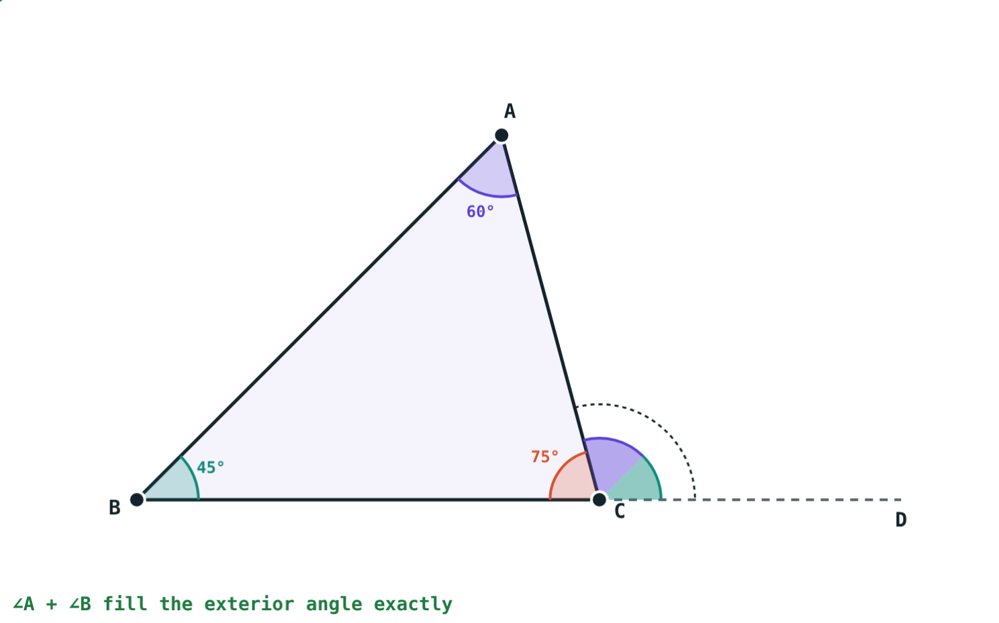 A
60°
45°
75°
B
C
D
∠A + ∠B fill the exterior angle exactly